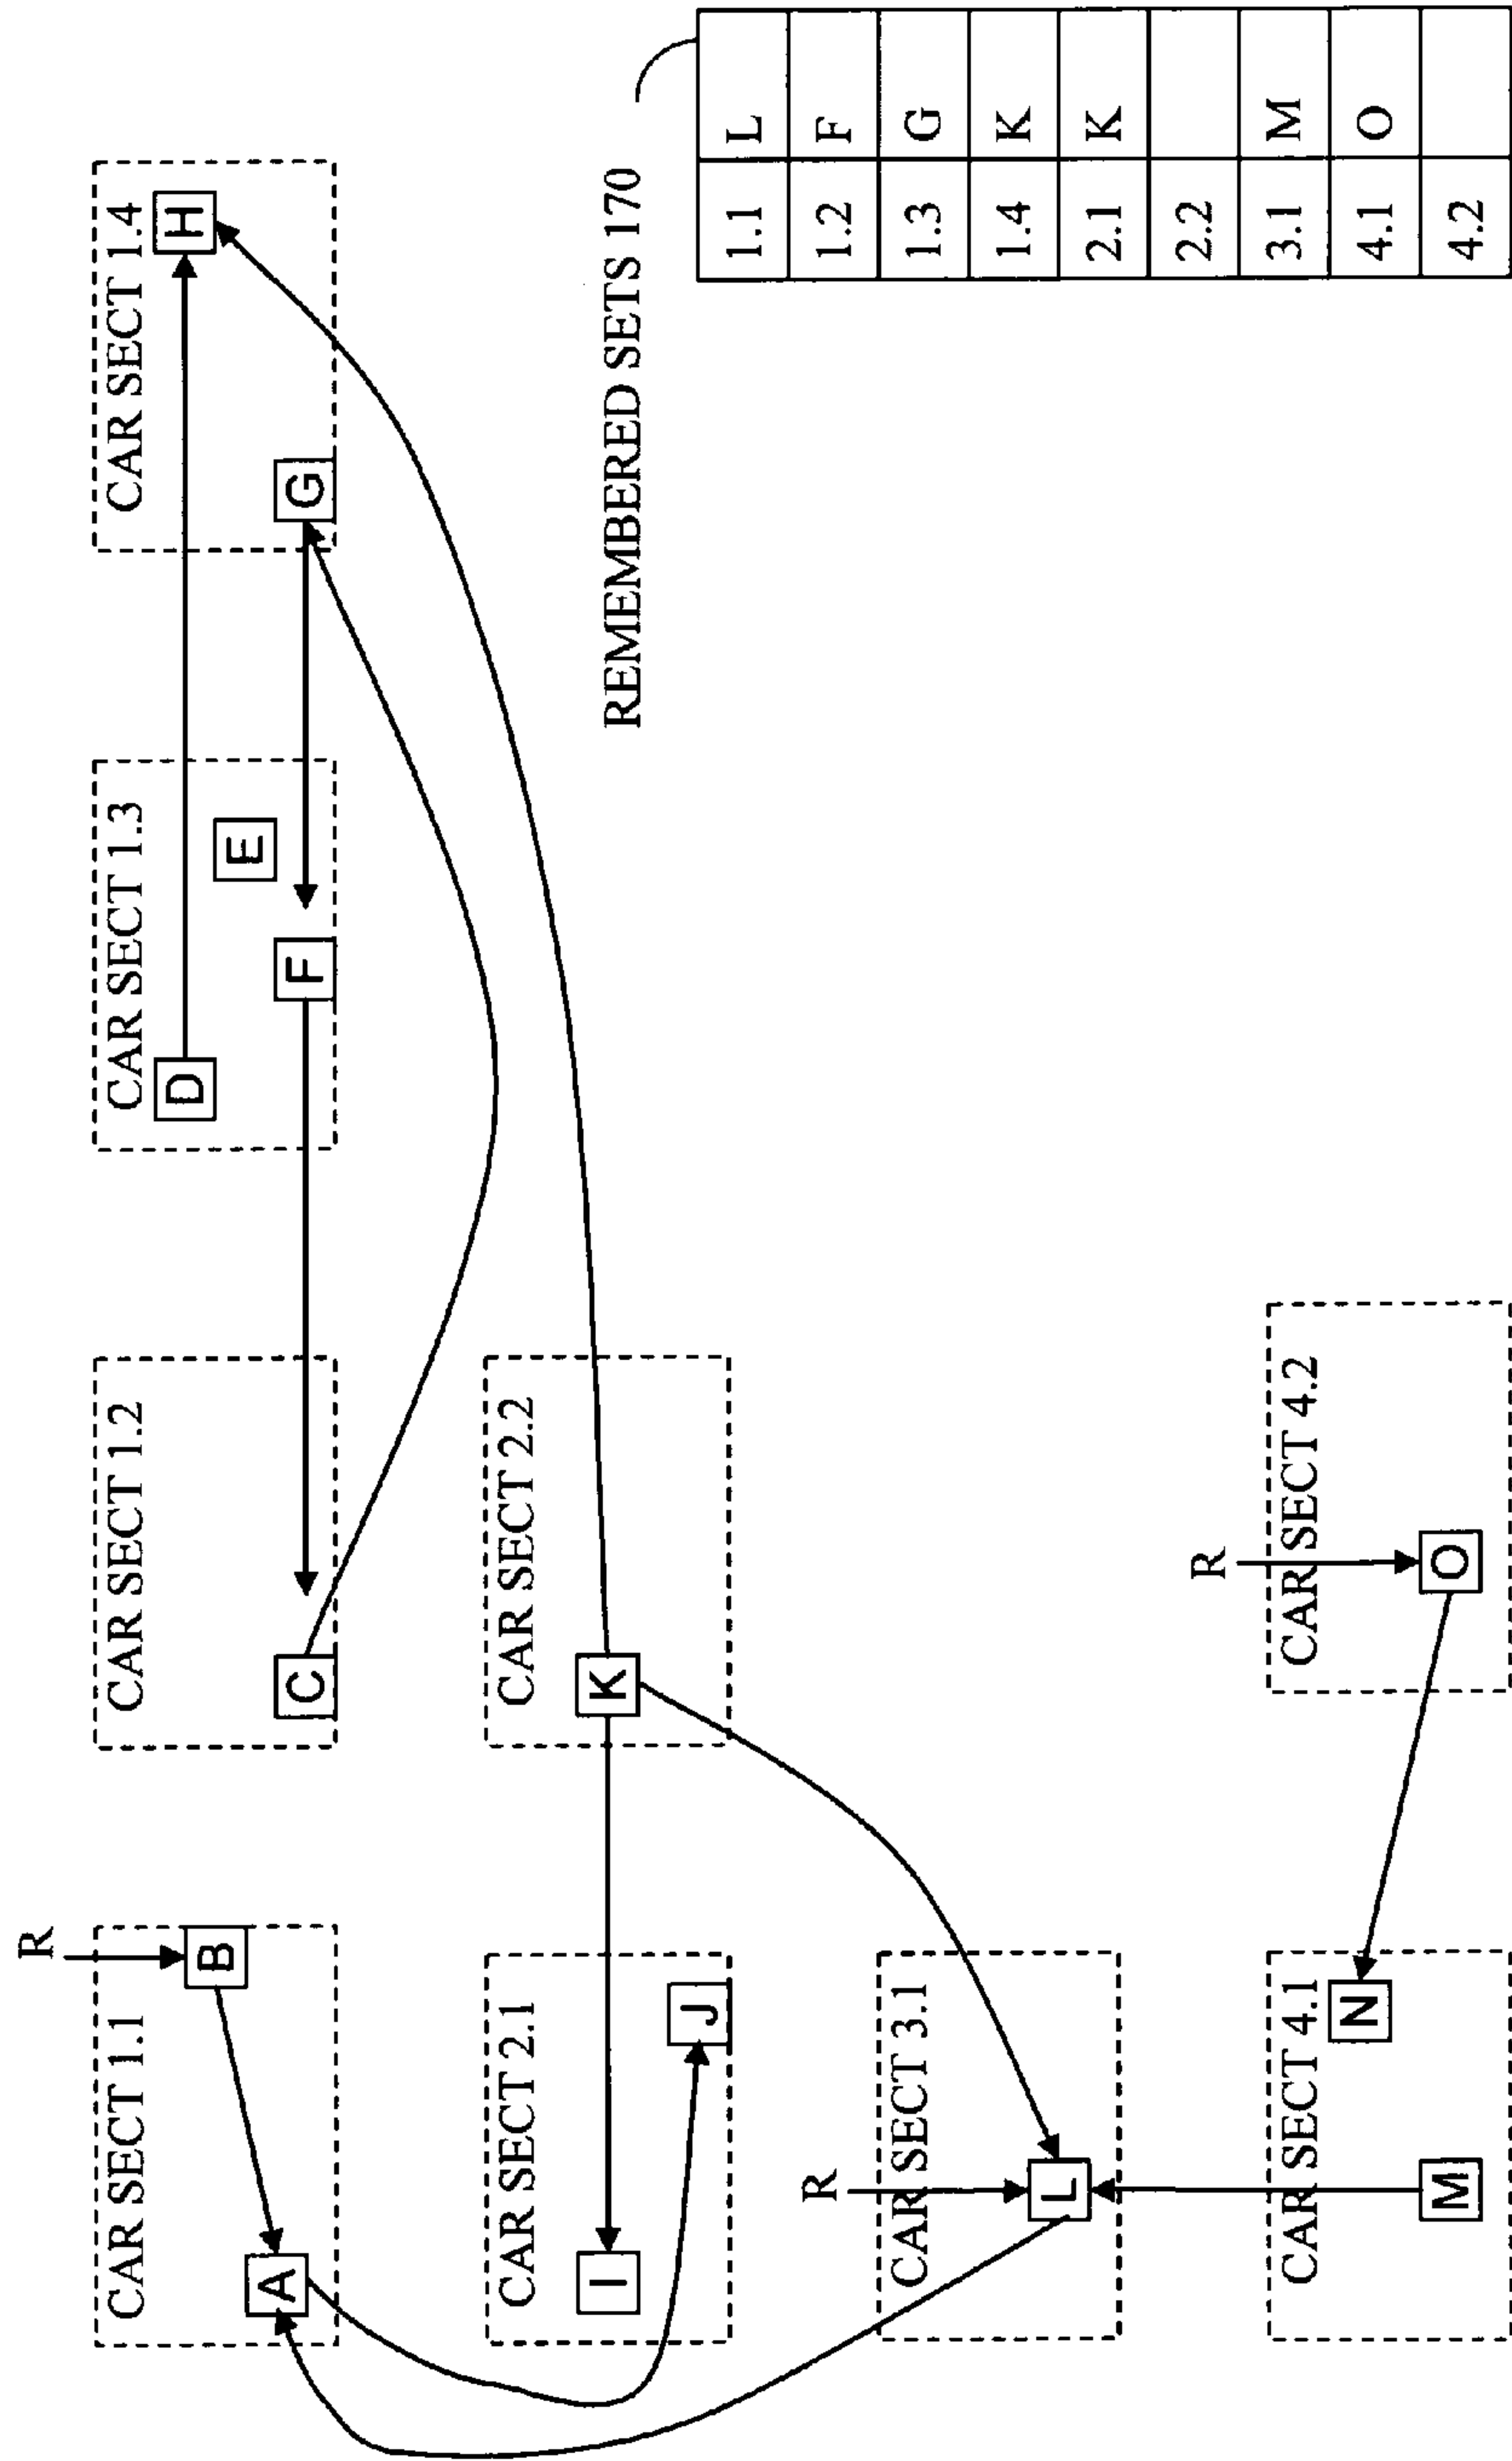 R
CAR SECT 1.1
B
A
CAR SECT 1.2
C
CAR SECT 1.3
D
E
F
CAR SECT 1.4
H
G
CAR SECT 2.1
I
J
CAR SECT 2.2
K
R
CAR SECT 3.1
L
R
CAR SECT 4.1
N
M
CAR SECT 4.2
O
REMEMBERED SETS 170
1.1 L
1.2 F
1.3 G
1.4 K
2.1 K
2.2
3.1 M
4.1 O
4.2